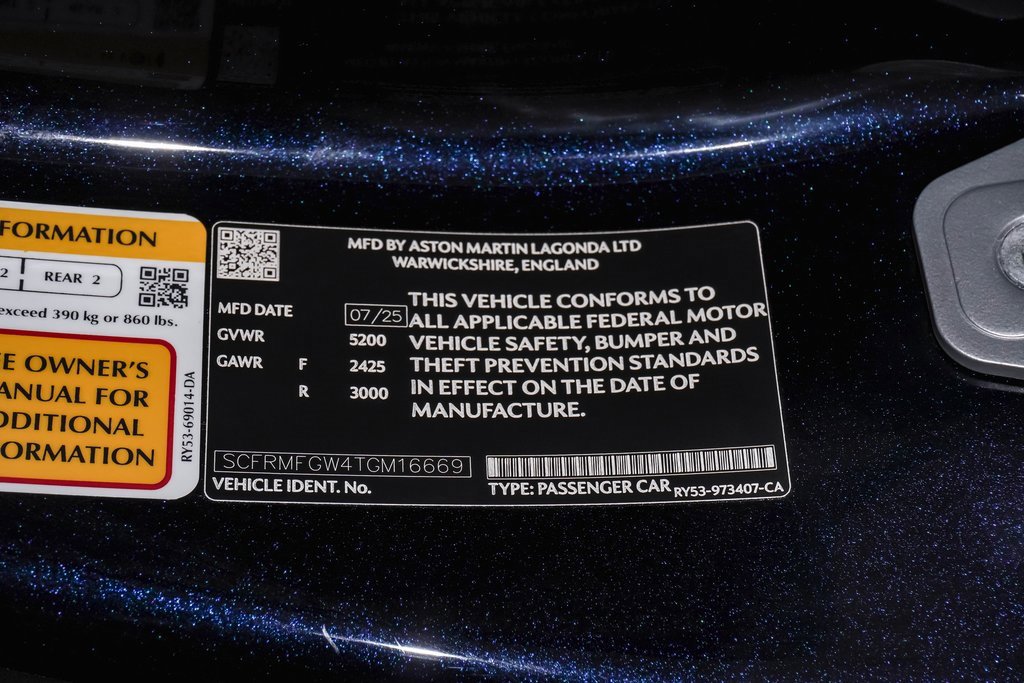 FORMATION
2 REAR 2
exceed 390 kg or 860 lbs.
E OWNER'S
ANUAL FOR
DDITIONAL
ORMATION
RY53-69014-DA
MFD BY ASTON MARTIN LAGONDA LTD
WARWICKSHIRE, ENGLAND
MFD DATE 07/25
GVWR 5200
GAWR F 2425
R 3000
THIS VEHICLE CONFORMS TO
ALL APPLICABLE FEDERAL MOTOR
VEHICLE SAFETY, BUMPER AND
THEFT PREVENTION STANDARDS
IN EFFECT ON THE DATE OF
MANUFACTURE.
SCFRMFGW4TGM16669
VEHICLE IDENT. No.
TYPE: PASSENGER CAR RY53-973407-CA